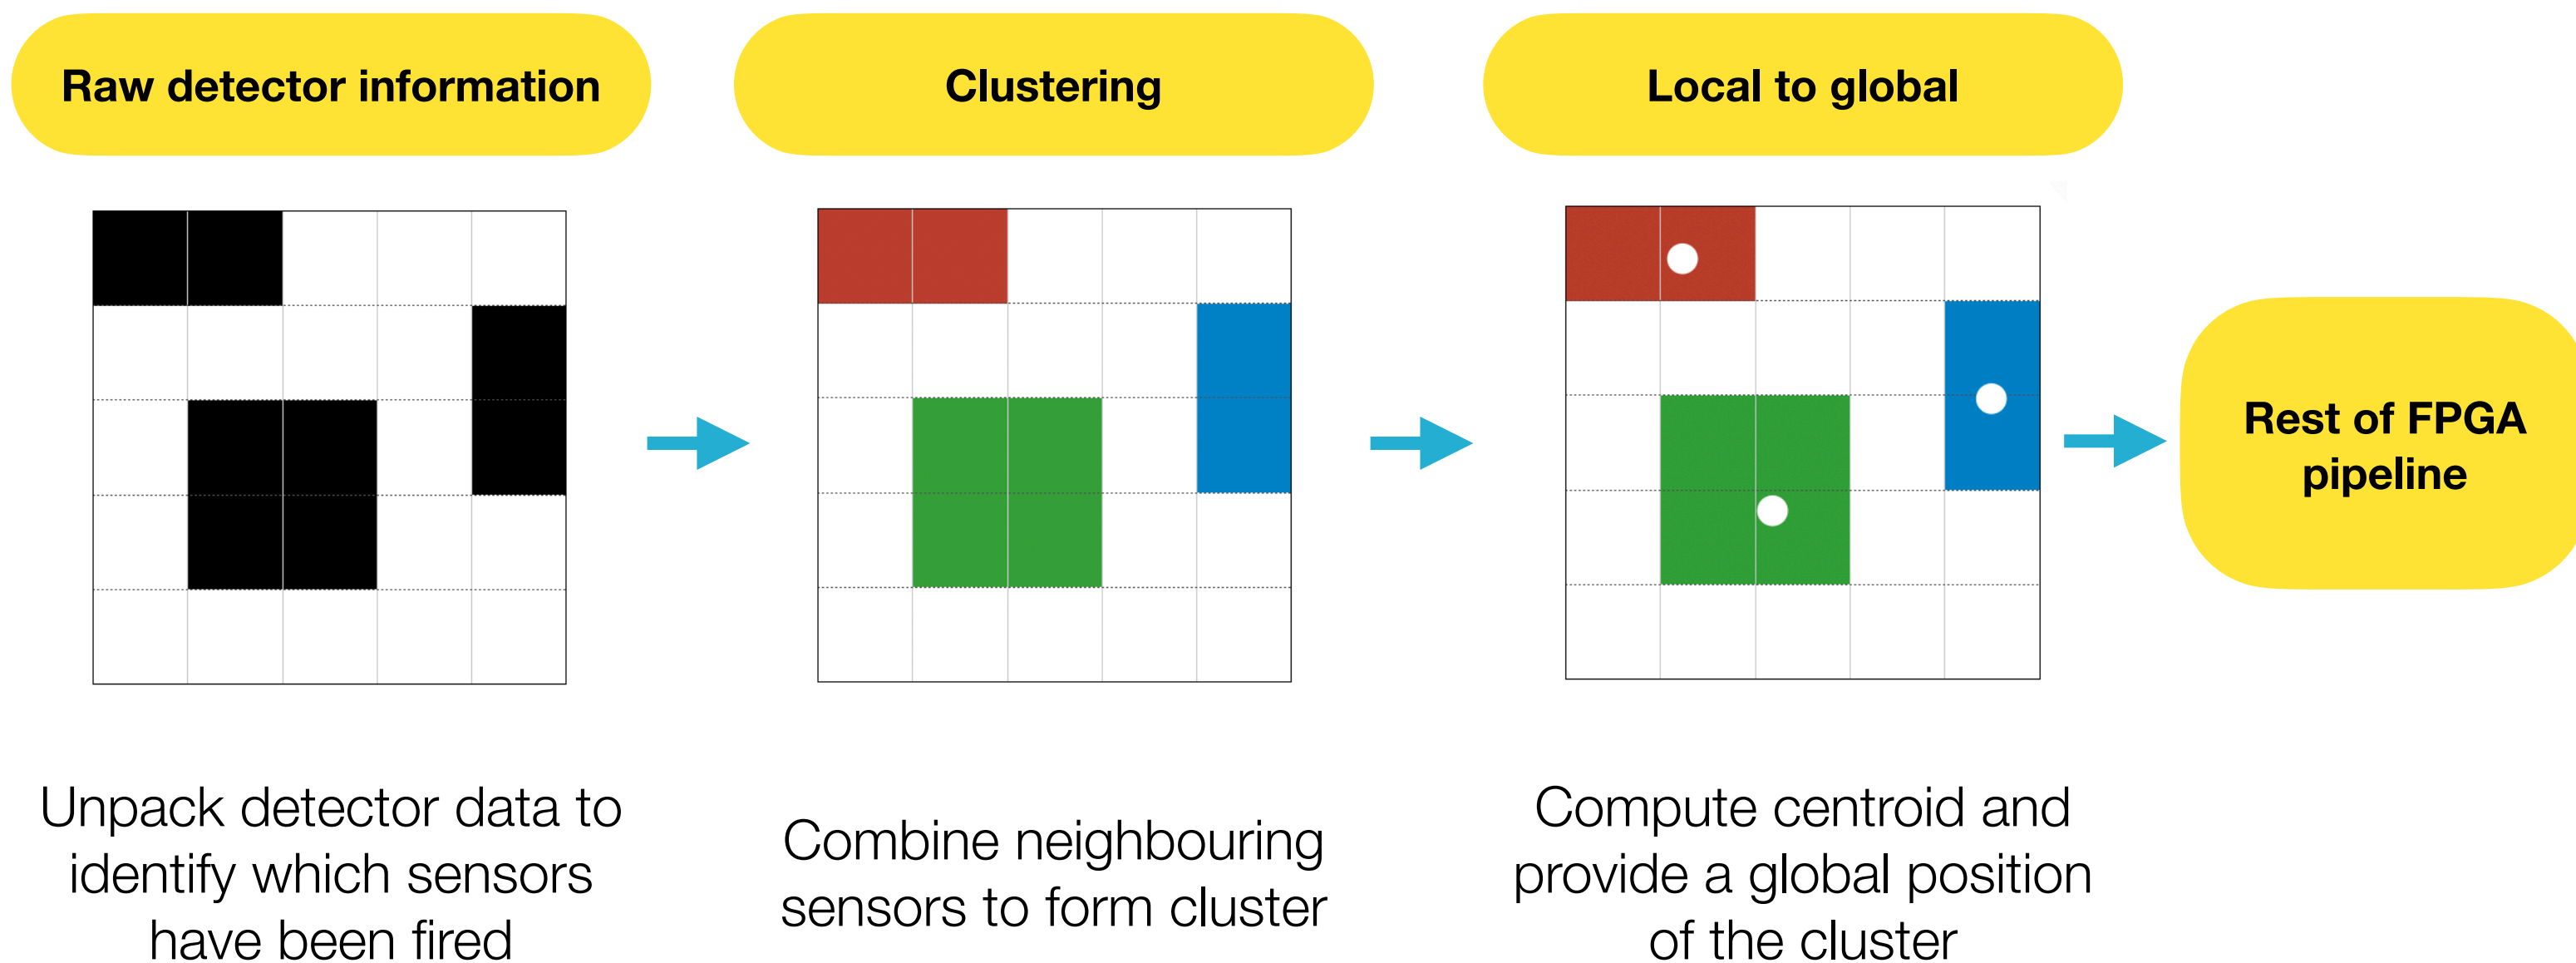 Raw detector information
Clustering
Local to global
Rest of FPGA
pipeline
Unpack detector data to
identify which sensors
have been fired
Combine neighbouring
sensors to form cluster
Compute centroid and
provide a global position
of the cluster